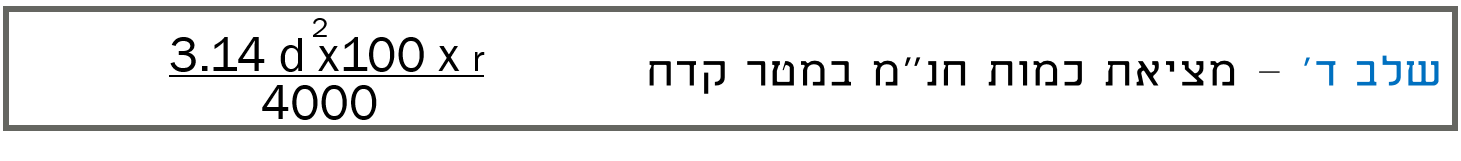 שלב ד' – מציאת כמות חנ"מ במטר קדח
3.14 d²x100 x r
4000